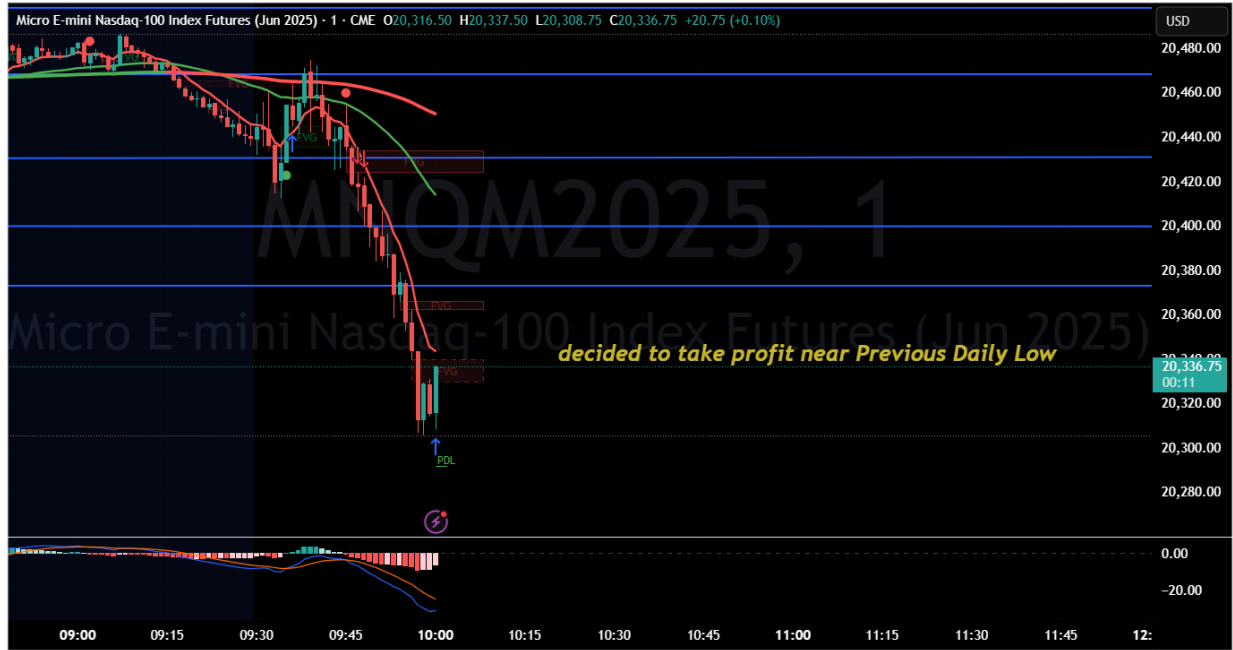 Micro E-mini Nasdaq-100 Index Futures (Jun 2025) · 1 · CME O20,316.50 H20,337.50 L20,308.75 C20,336.75 +20.75 (+0.10%)
USD
20,480.00
FVG
20,460.00
FVG
20,440.00
FVG
20,420.00
MNQM2025, 1
20,400.00
20,380.00
20,360.00
FVG
Micro E-mini Nasdaq-100 Index Futures (Jun 2025)
decided to take profit near Previous Daily Low
20,340.00
20,336.75
00:11
FVG
20,320.00
20,300.00
PDL
20,280.00
0.00
−20.00
09:00 09:15 09:30 09:45 10:00 10:15 10:30 10:45 11:00 11:15 11:30 11:45 12: